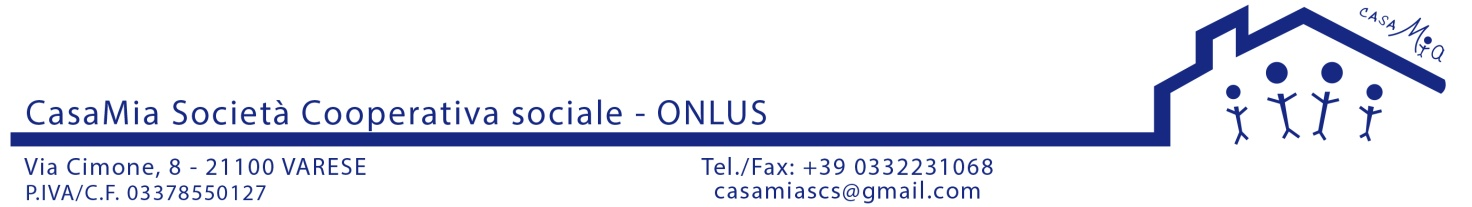 CASA MiA
CasaMia Società Cooperativa sociale - ONLUS
Via Cimone, 8 - 21100 VARESE
P.IVA/C.F. 03378550127
Tel./Fax: +39 0332231068
casamiascs@gmail.com